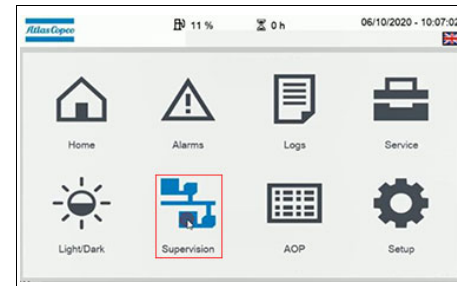 Atlas Copco
11 %
0 h
06/10/2020 - 10:07:02
Home
Alarms
Logs
Service
Light/Dark
Supervision
AOP
Setup